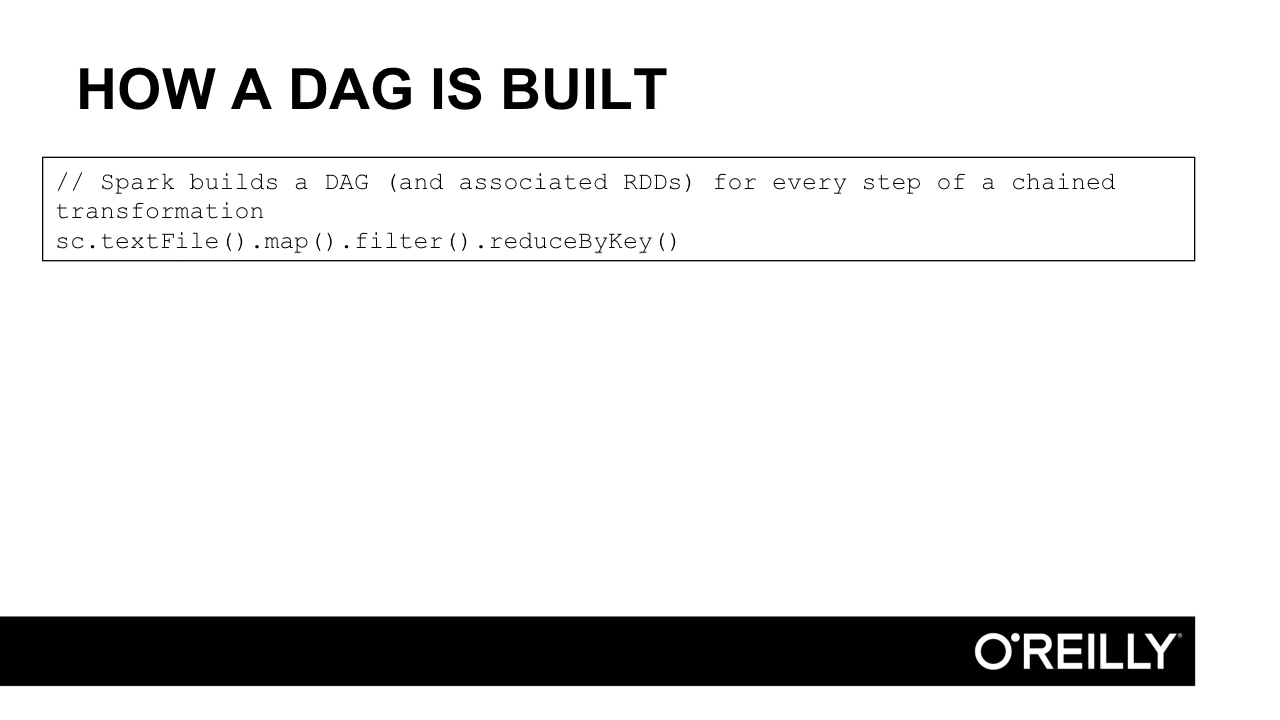 HOW A DAG IS BUILT
// Spark builds a DAG (and associated RDDs) for every step of a chained
transformation
sc.textFile().map().filter().reduceByKey()
O'REILLY®